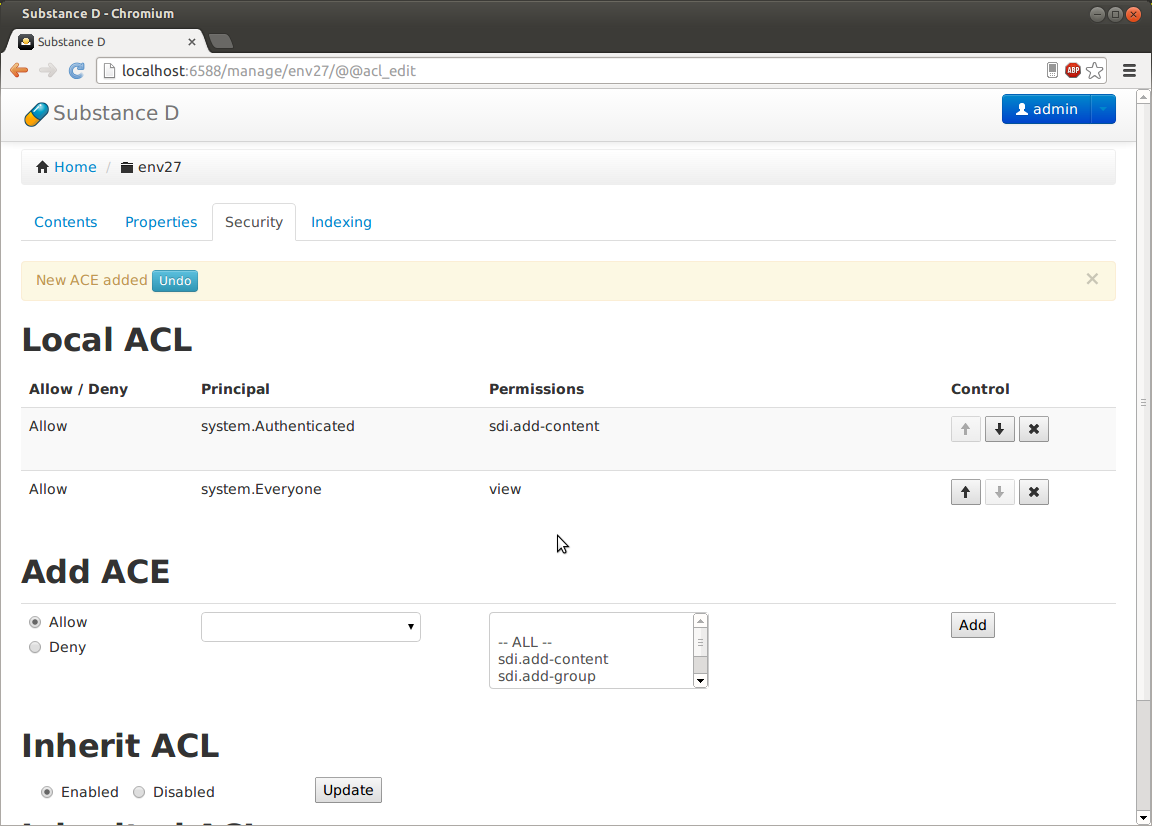 Substance D - Chromium
Substance D
localhost:6588/manage/env27/@@acl_edit
ABP
Substance D
admin
Home / env27
Contents Properties Security Indexing
New ACE added Undo
Local ACL
Allow / Deny Principal Permissions Control
Allow system.Authenticated sdi.add-content
Allow system.Everyone view
Add ACE
Allow
Deny
-- ALL --
sdi.add-content
sdi.add-group
Add
Inherit ACL
Enabled Disabled Update